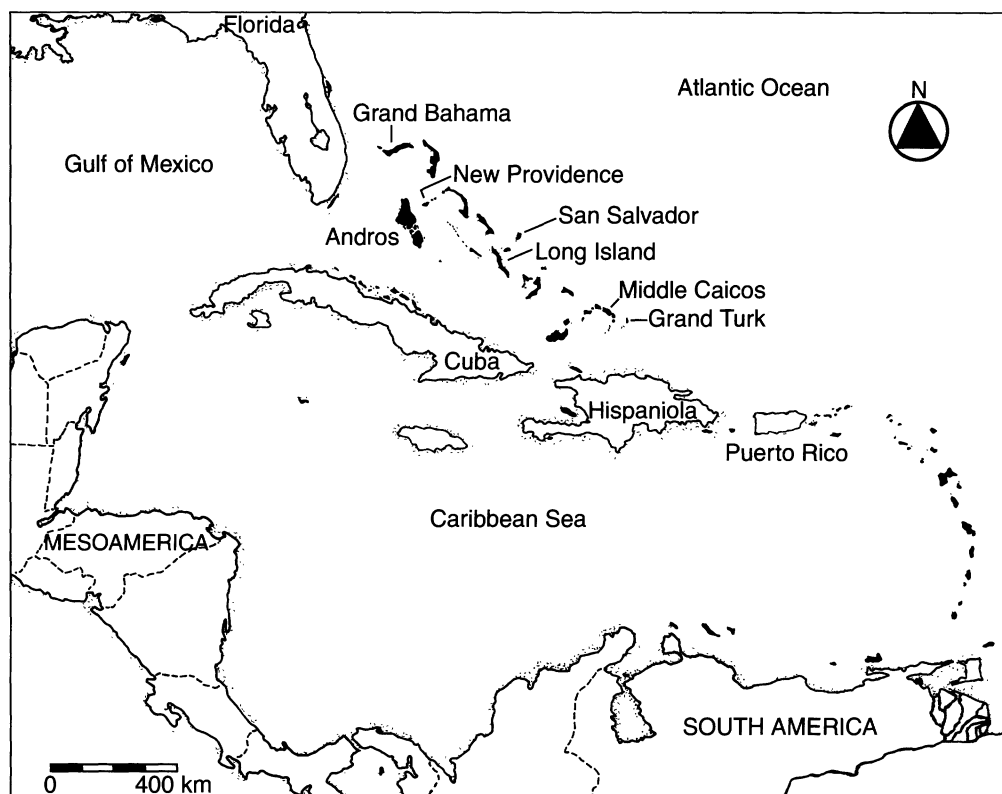 Florida
Atlantic Ocean
N
Grand Bahama
Gulf of Mexico
New Providence
San Salvador
Andros
Long Island
Middle Caicos
Grand Turk
Cuba
Hispaniola
Puerto Rico
Caribbean Sea
MESOAMERICA
SOUTH AMERICA
0 400 km